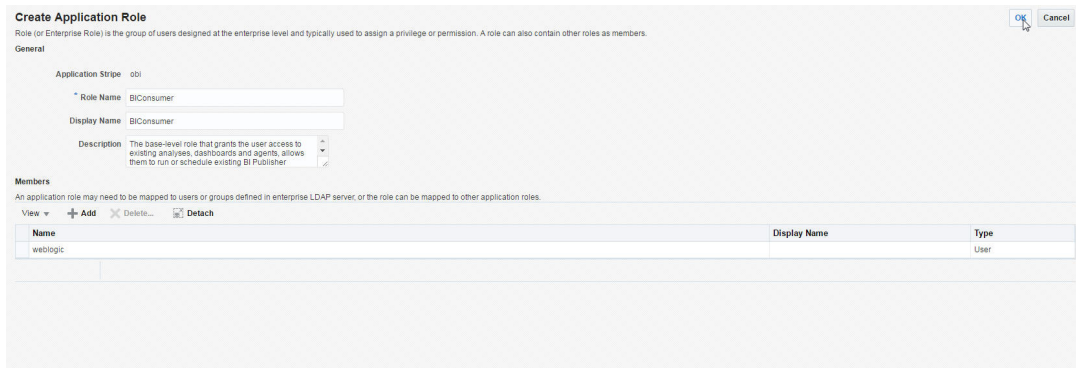 Create Application Role
OK Cancel
Role (or Enterprise Role) is the group of users designed at the enterprise level and typically used to assign a privilege or permission. A role can also contain other roles as members.
General
Application Stripe obi
* Role Name BIConsumer
Display Name BIConsumer
Description The base-level role that grants the user access to
existing analyses, dashboards and agents, allows
them to run or schedule existing BI Publisher
Members
An application role may need to be mapped to users or groups defined in enterprise LDAP server, or the role can be mapped to other application roles.
View Add Delete... Detach
Name Display Name Type
weblogic User